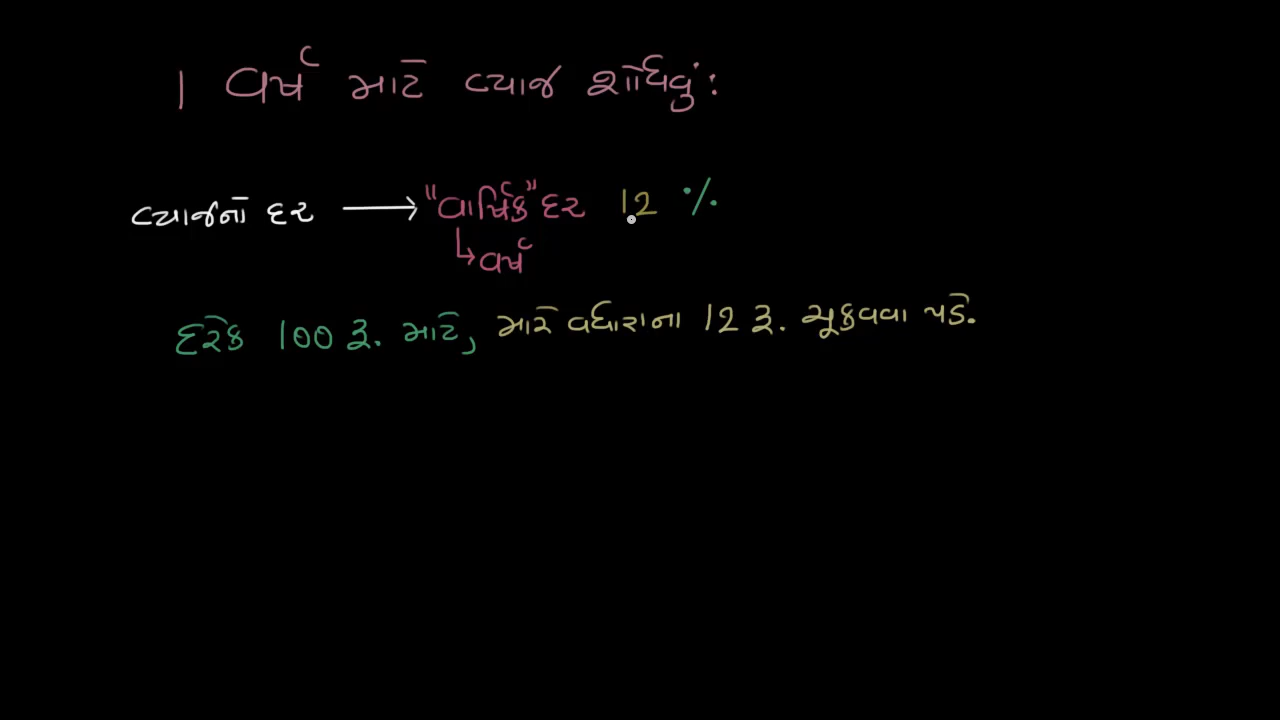 1 વર્ષ માટે વ્યાજ શોધવું:
વ્યાજનો દર → "વાર્ષિક" દર 12 %
↳ વર્ષ
દરેક 100 રૂ. માટે, મારે વધારાના 12 રૂ. ચૂકવવા પડે.